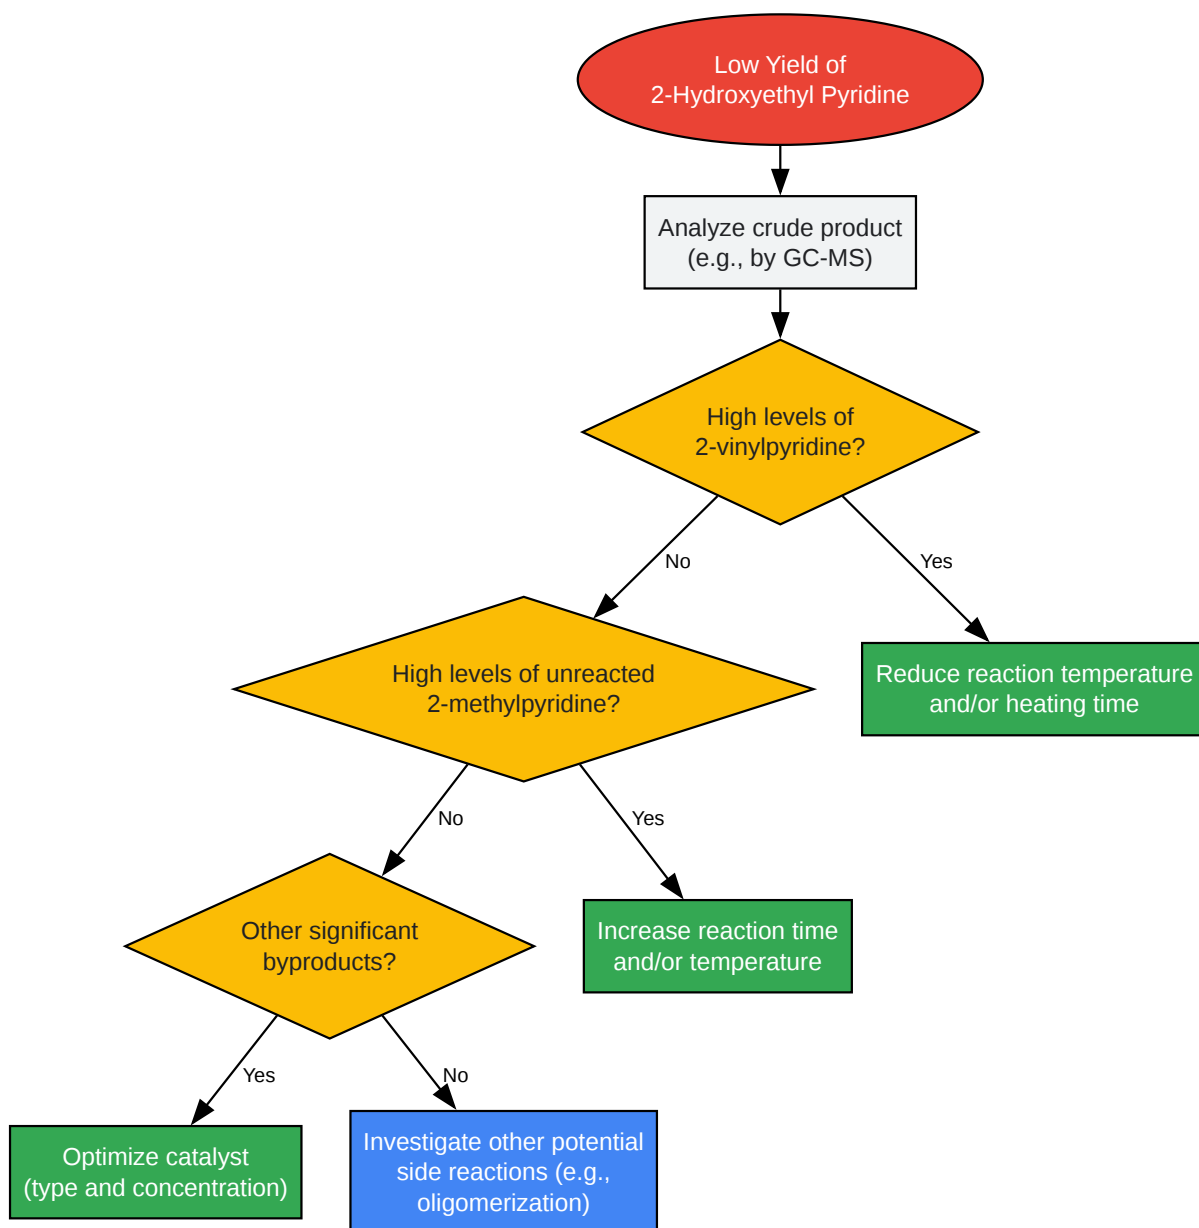 Low Yield of
2-Hydroxyethyl Pyridine
Analyze crude product
(e.g., by GC-MS)
High levels of
2-vinylpyridine?
No
Yes
High levels of unreacted
2-methylpyridine?
Reduce reaction temperature
and/or heating time
No
Yes
Other significant
byproducts?
Increase reaction time
and/or temperature
Yes
No
Optimize catalyst
(type and concentration)
Investigate other potential
side reactions (e.g.,
oligomerization)